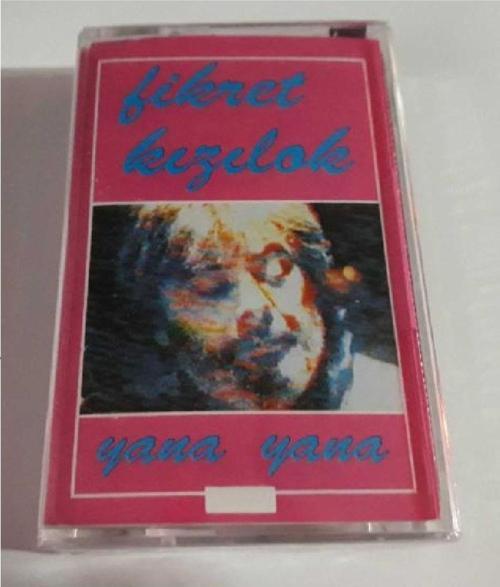 fikret
kızılok
yana yana